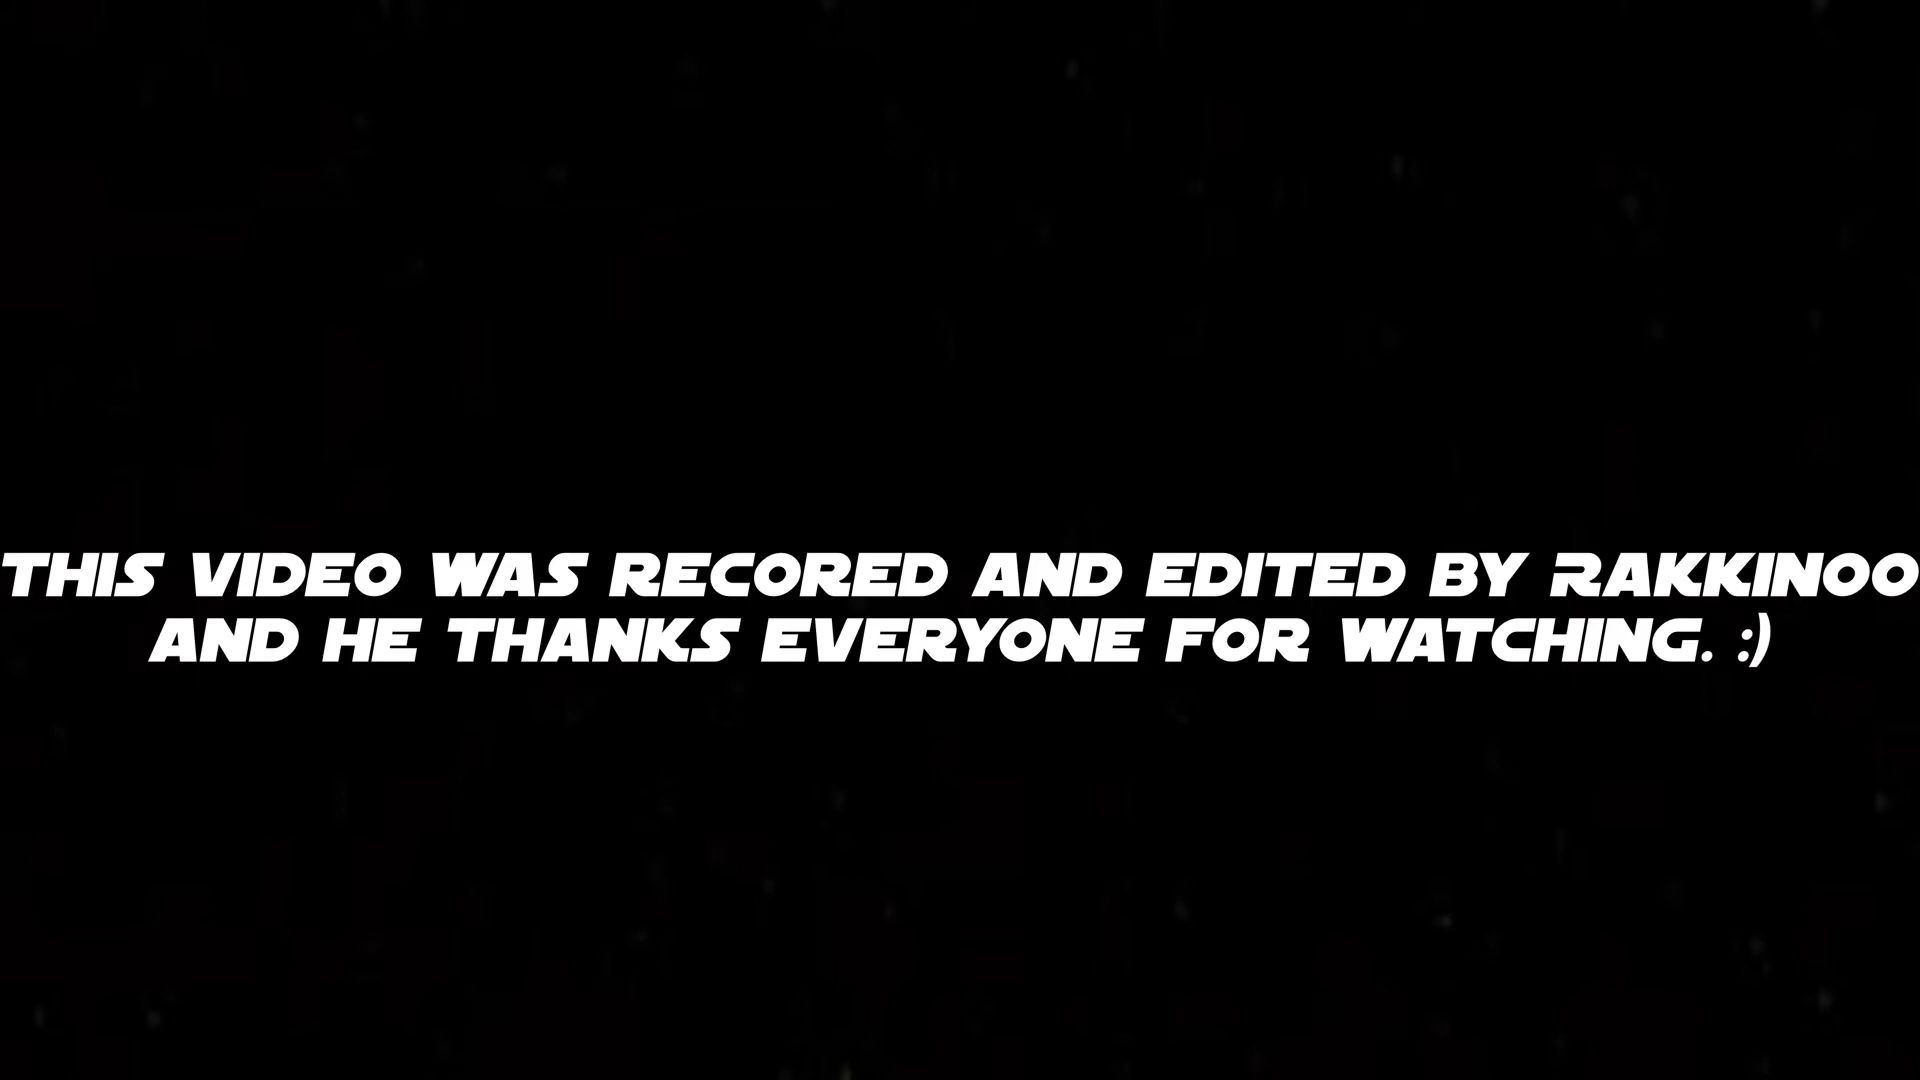 THIS VIDEO WAS RECORED AND EDITED BY RAKKINOO
AND HE THANKS EVERYONE FOR WATCHING. :)